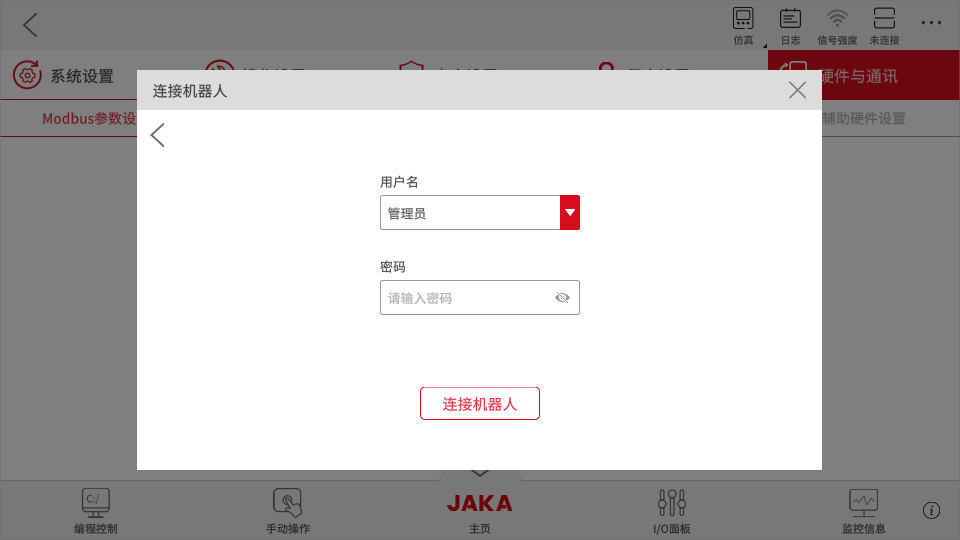 仿真
日志
信号强度
未连接
系统设置
硬件与通讯
连接机器人
Modbus参数设
辅助硬件设置
用户名
管理员
密码
请输入密码
连接机器人
C:/
编程控制
手动操作
JAKA
主页
I/O面板
监控信息
i